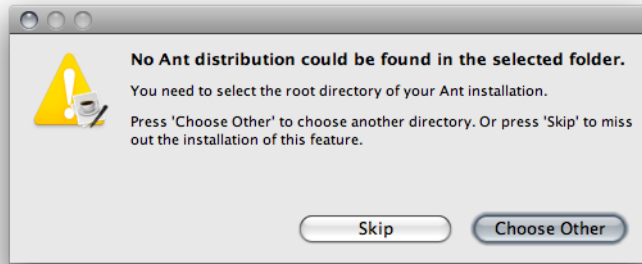 No Ant distribution could be found in the selected folder.
You need to select the root directory of your Ant installation.
Press 'Choose Other' to choose another directory. Or press 'Skip' to miss
out the installation of this feature.
Skip
Choose Other